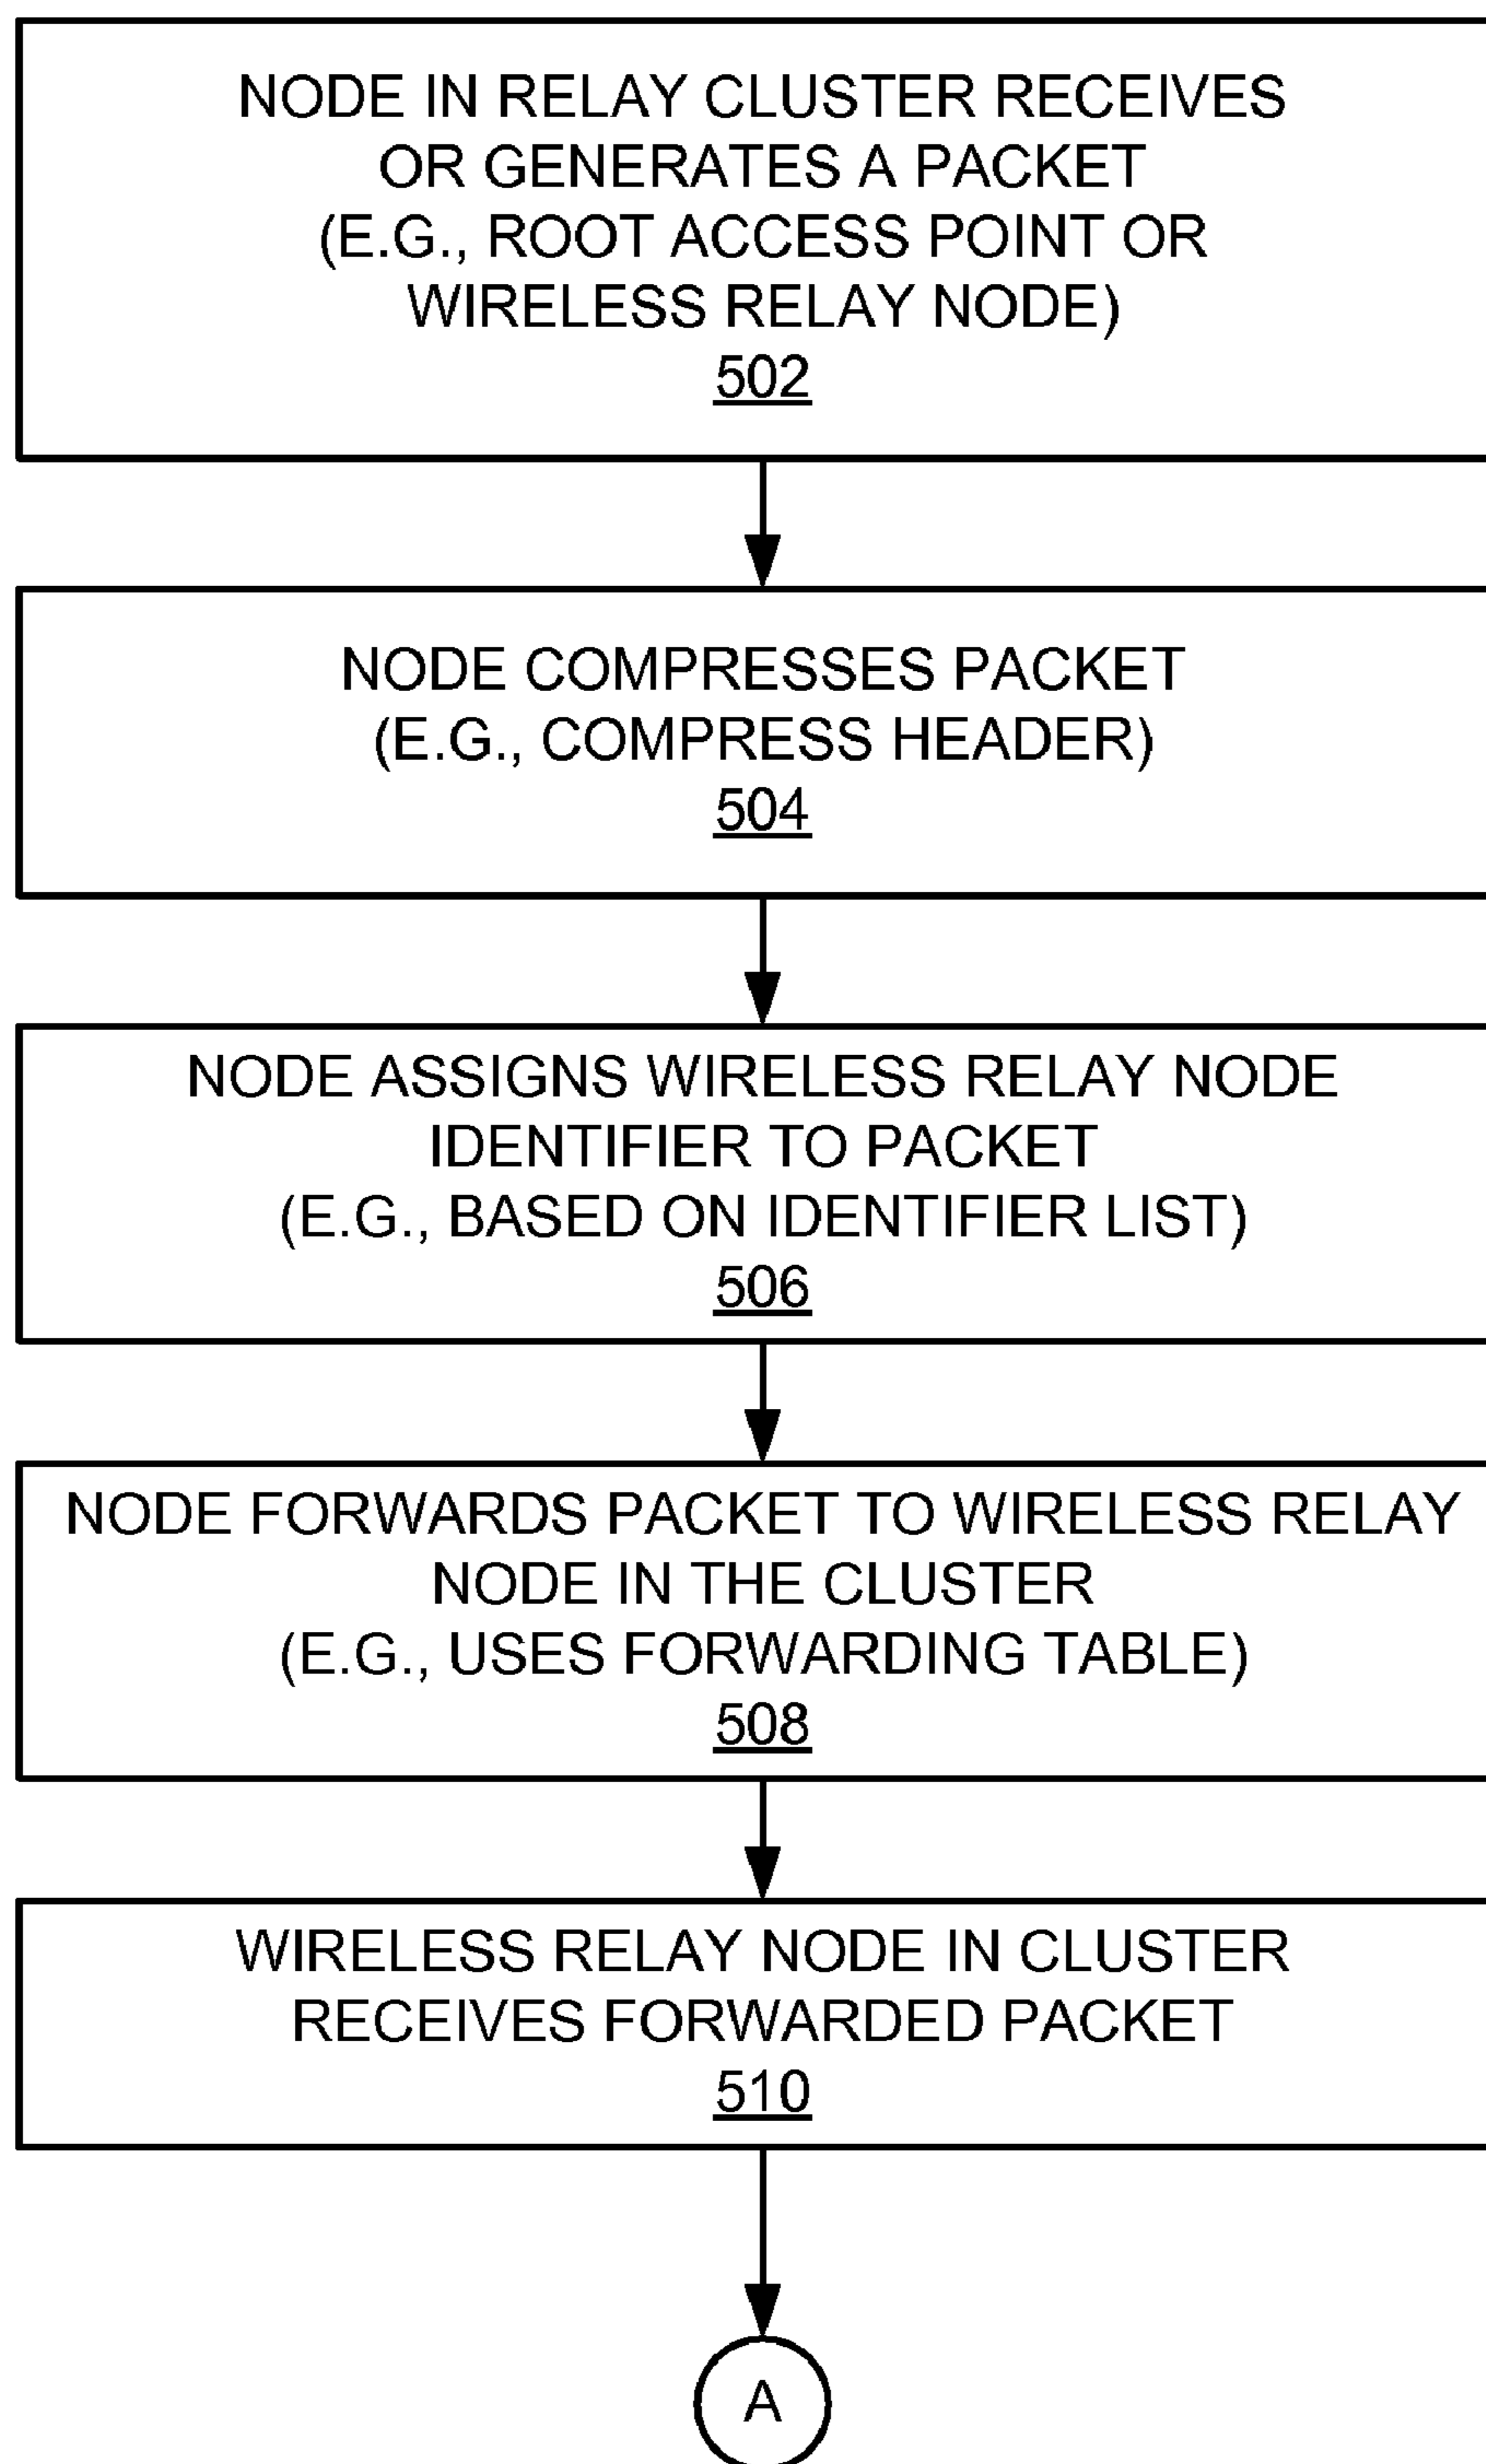 NODE IN RELAY CLUSTER RECEIVES
OR GENERATES A PACKET
(E.G., ROOT ACCESS POINT OR
WIRELESS RELAY NODE)
502
NODE COMPRESSES PACKET
(E.G., COMPRESS HEADER)
504
NODE ASSIGNS WIRELESS RELAY NODE
IDENTIFIER TO PACKET
(E.G., BASED ON IDENTIFIER LIST)
506
NODE FORWARDS PACKET TO WIRELESS RELAY
NODE IN THE CLUSTER
(E.G., USES FORWARDING TABLE)
508
WIRELESS RELAY NODE IN CLUSTER
RECEIVES FORWARDED PACKET
510
A